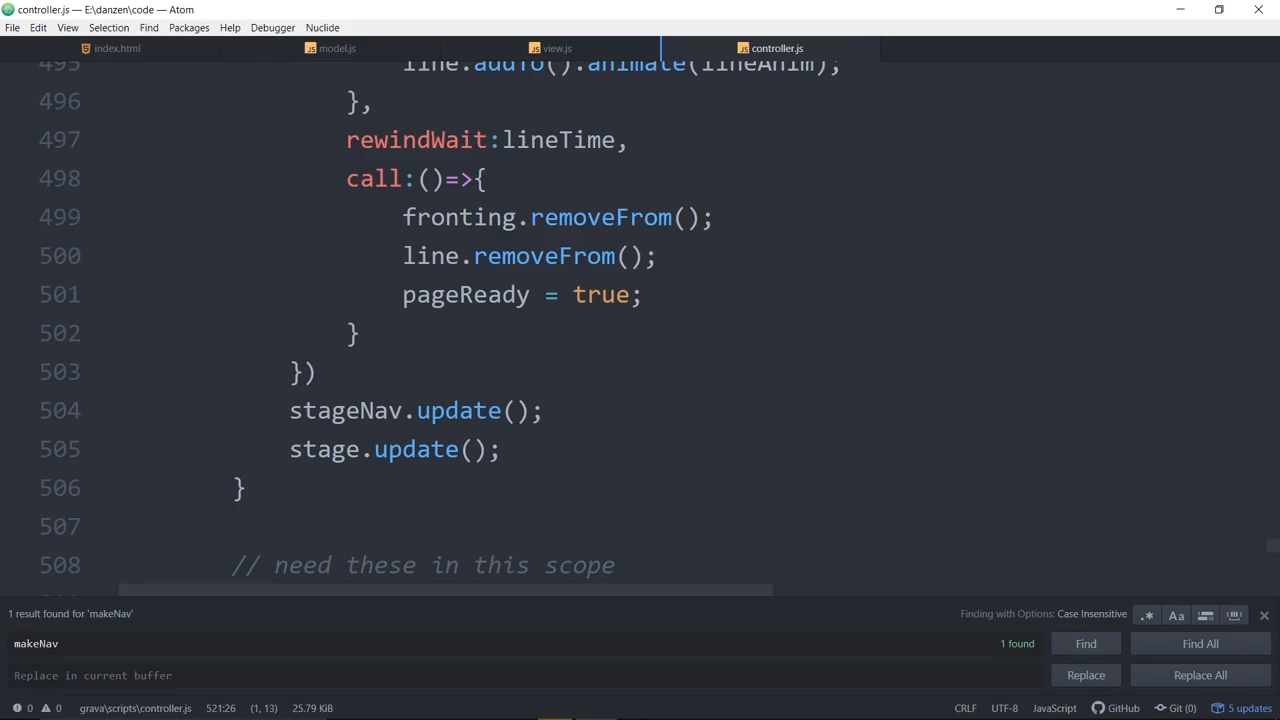 controller.js — E:\danzen\code — Atom
File Edit View Selection Find Packages Help Debugger Nuclide
index.html model.js view.js controller.js
495 line.addTo().animate(lineAnim);
496 },
497 rewindWait:lineTime,
498 call:()=>{
499 fronting.removeFrom();
500 line.removeFrom();
501 pageReady = true;
502 }
503 })
504 stageNav.update();
505 stage.update();
506 }
507
508 // need these in this scope
1 result found for 'makeNav' Finding with Options: Case Insensitive .* Aa
makeNav 1 found Find Find All
Replace in current buffer Replace Replace All
0 0 grava\scripts\controller.js 521:26 (1, 13) 25.79 KiB CRLF UTF-8 JavaScript GitHub Git (0) 5 updates